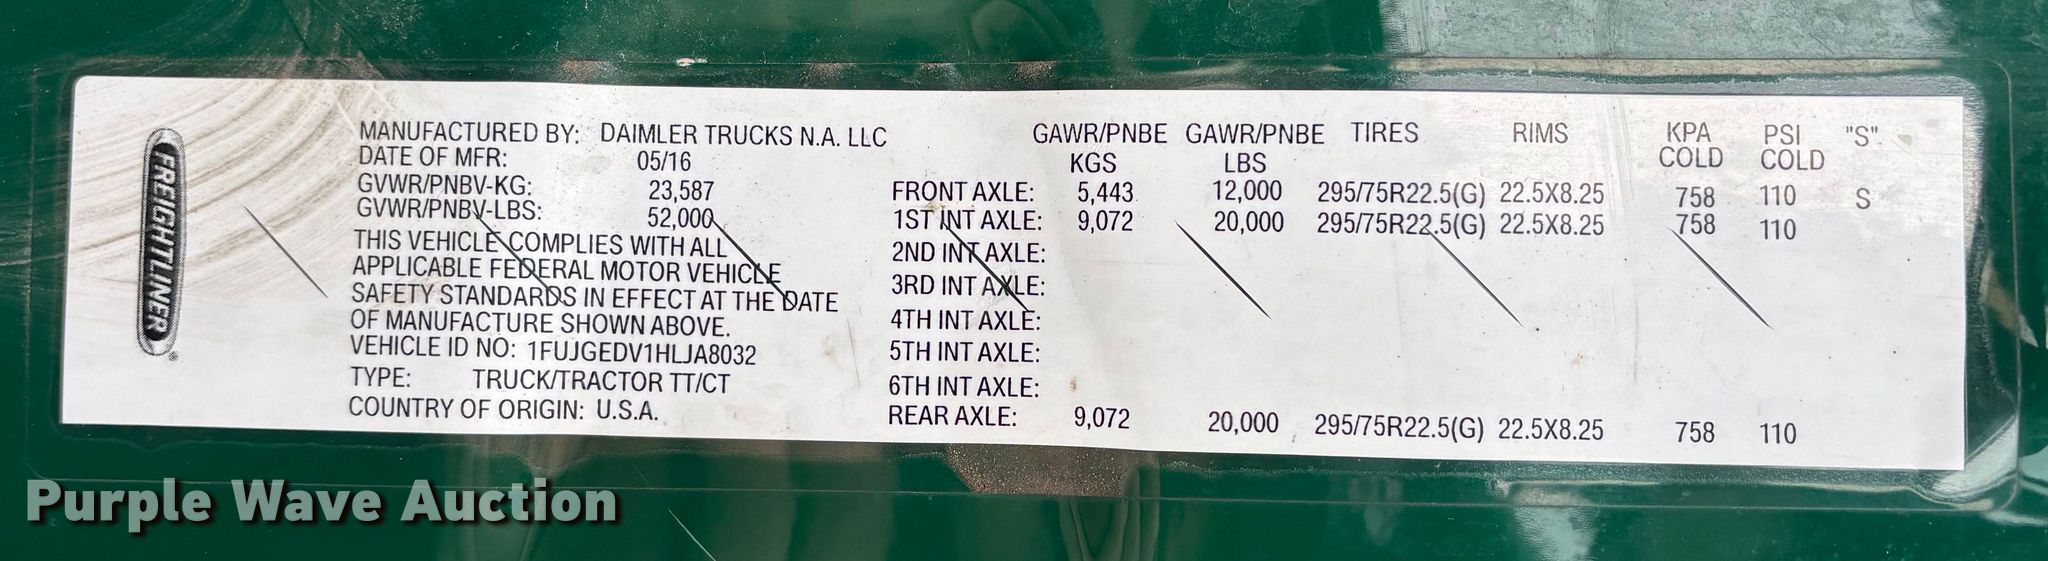 FREIGHTLINER
MANUFACTURED BY: DAIMLER TRUCKS N.A. LLC
DATE OF MFR: 05/16
GVWR/PNBV-KG: 23,587
GVWR/PNBV-LBS: 52,000
THIS VEHICLE COMPLIES WITH ALL
APPLICABLE FEDERAL MOTOR VEHICLE
SAFETY STANDARDS IN EFFECT AT THE DATE
OF MANUFACTURE SHOWN ABOVE.
VEHICLE ID NO: 1FUJGEDV1HLJA8032
TYPE: TRUCK/TRACTOR TT/CT
COUNTRY OF ORIGIN: U.S.A.
GAWR/PNBE GAWR/PNBE TIRES RIMS KPA PSI "S"
KGS LBS COLD COLD
FRONT AXLE: 5,443 12,000 295/75R22.5(G) 22.5X8.25 758 110 S
1ST INT AXLE: 9,072 20,000 295/75R22.5(G) 22.5X8.25 758 110
2ND INT AXLE:
3RD INT AXLE:
4TH INT AXLE:
5TH INT AXLE:
6TH INT AXLE:
REAR AXLE: 9,072 20,000 295/75R22.5(G) 22.5X8.25 758 110
Purple Wave Auction